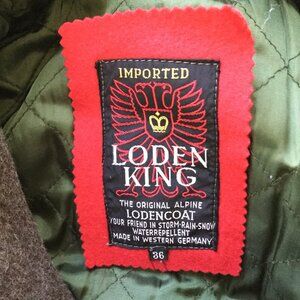 IMPORTED
LODEN
KING
THE ORIGINAL ALPINE
LODENCOAT
YOUR FRIEND IN STORM-RAIN-SNOW
WATERREPELLENT
MADE IN WESTERN GERMANY
36